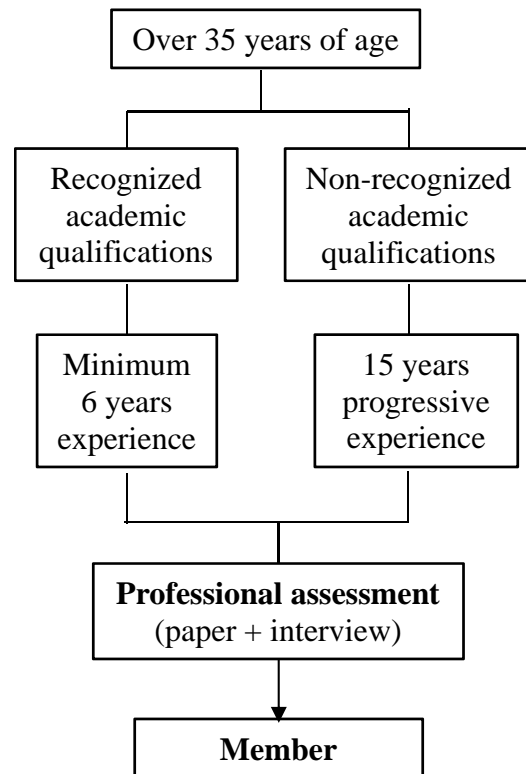 Over 35 years of age
Recognized
academic
qualifications
Non-recognized
academic
qualifications
Minimum
6 years
experience
15 years
progressive
experience
Professional assessment
(paper + interview)
Member